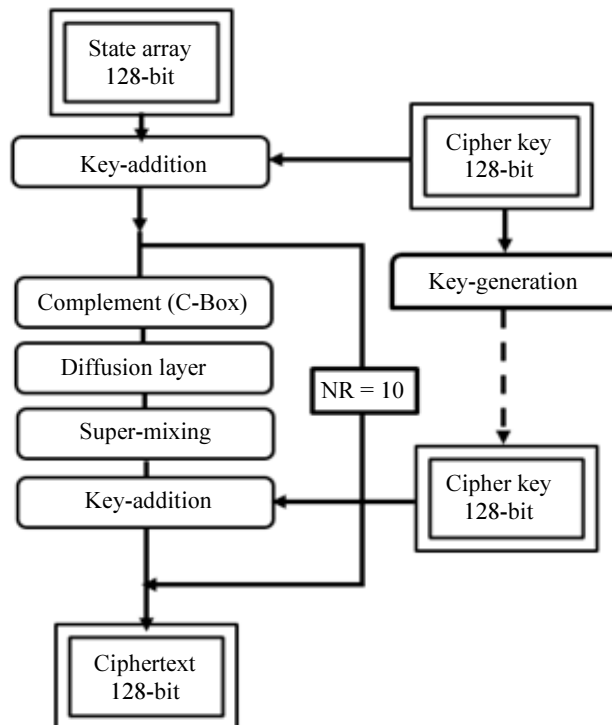 State array
128-bit
Key-addition
Cipher key
128-bit
Key-generation
Complement (C-Box)
Diffusion layer
NR = 10
Super-mixing
Key-addition
Cipher key
128-bit
Ciphertext
128-bit